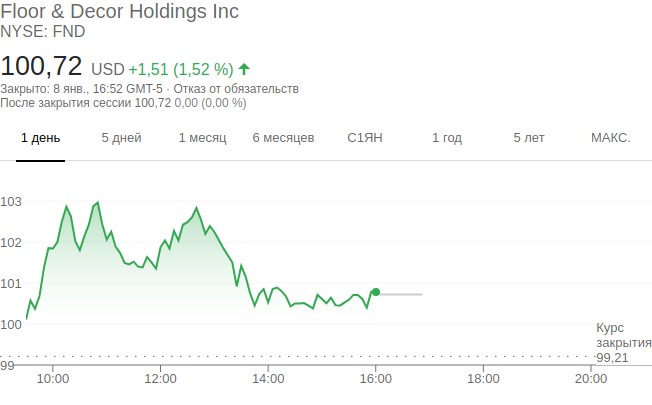 Floor & Decor Holdings Inc
NYSE: FND
100,72 USD +1,51 (1,52 %)
Закрыто: 8 янв., 16:52 GMT-5 · Отказ от обязательств
После закрытия сессии 100,72 0,00 (0,00 %)
1 день 5 дней 1 месяц 6 месяцев С1ЯН 1 год 5 лет МАКС.
103
102
101
100
Курс
закрытия
99,21
99
10:00 12:00 14:00 16:00 18:00 20:00